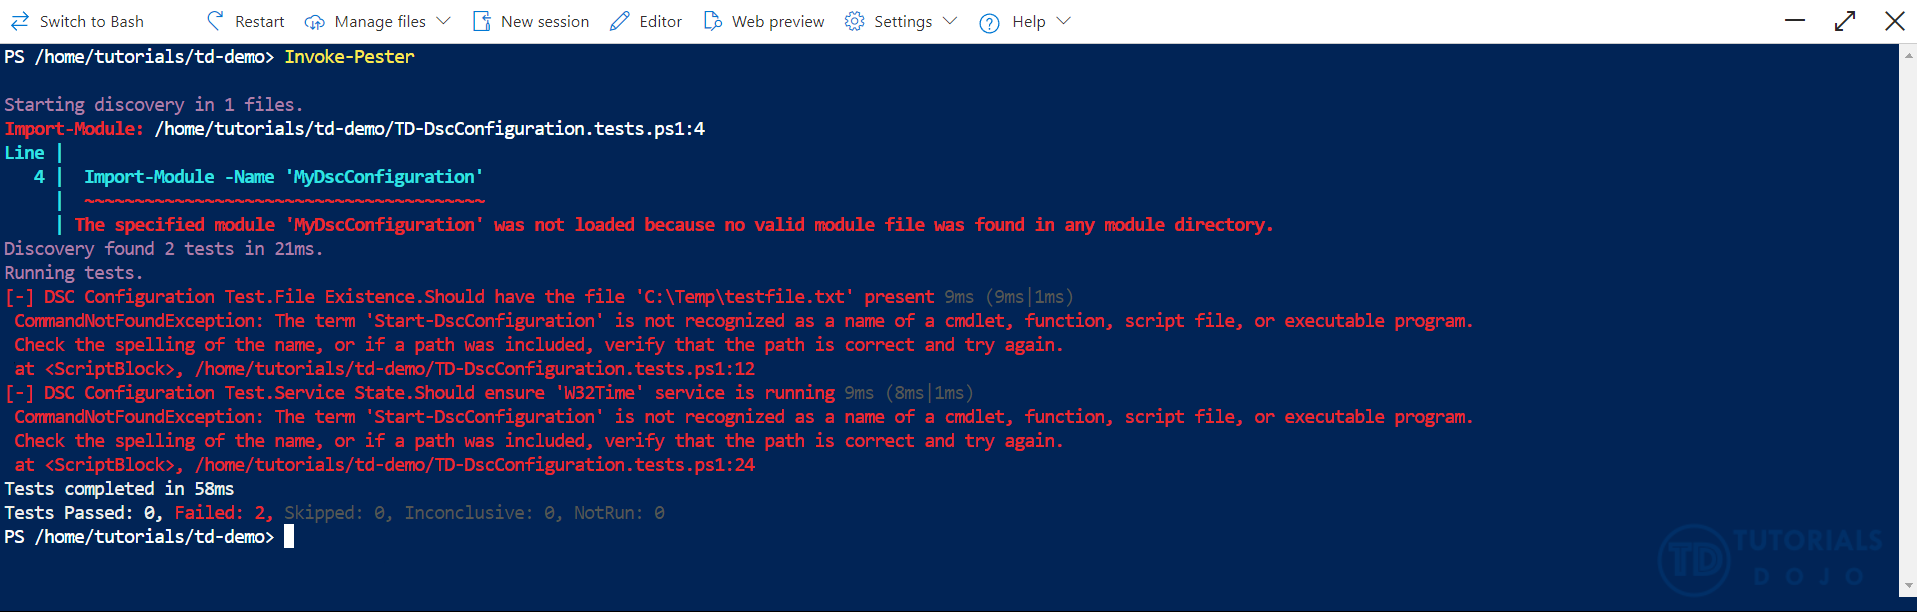 Switch to Bash Restart Manage files New session Editor Web preview Settings Help
PS /home/tutorials/td-demo> Invoke-Pester
Starting discovery in 1 files.
Import-Module: /home/tutorials/td-demo/TD-DscConfiguration.tests.ps1:4
Line |
4 | Import-Module -Name 'MyDscConfiguration'
| ~~~~~~~~~~~~~~~~~~~~~~~~~~~~~~~~~~~~~~~~
| The specified module 'MyDscConfiguration' was not loaded because no valid module file was found in any module directory.
Discovery found 2 tests in 21ms.
Running tests.
[-] DSC Configuration Test.File Existence.Should have the file 'C:\Temp\testfile.txt' present 9ms (9ms|1ms)
CommandNotFoundException: The term 'Start-DscConfiguration' is not recognized as a name of a cmdlet, function, script file, or executable program.
Check the spelling of the name, or if a path was included, verify that the path is correct and try again.
at <ScriptBlock>, /home/tutorials/td-demo/TD-DscConfiguration.tests.ps1:12
[-] DSC Configuration Test.Service State.Should ensure 'W32Time' service is running 9ms (8ms|1ms)
CommandNotFoundException: The term 'Start-DscConfiguration' is not recognized as a name of a cmdlet, function, script file, or executable program.
Check the spelling of the name, or if a path was included, verify that the path is correct and try again.
at <ScriptBlock>, /home/tutorials/td-demo/TD-DscConfiguration.tests.ps1:24
Tests completed in 58ms
Tests Passed: 0, Failed: 2, Skipped: 0, Inconclusive: 0, NotRun: 0
PS /home/tutorials/td-demo>
TD TUTORIALS
DOJO